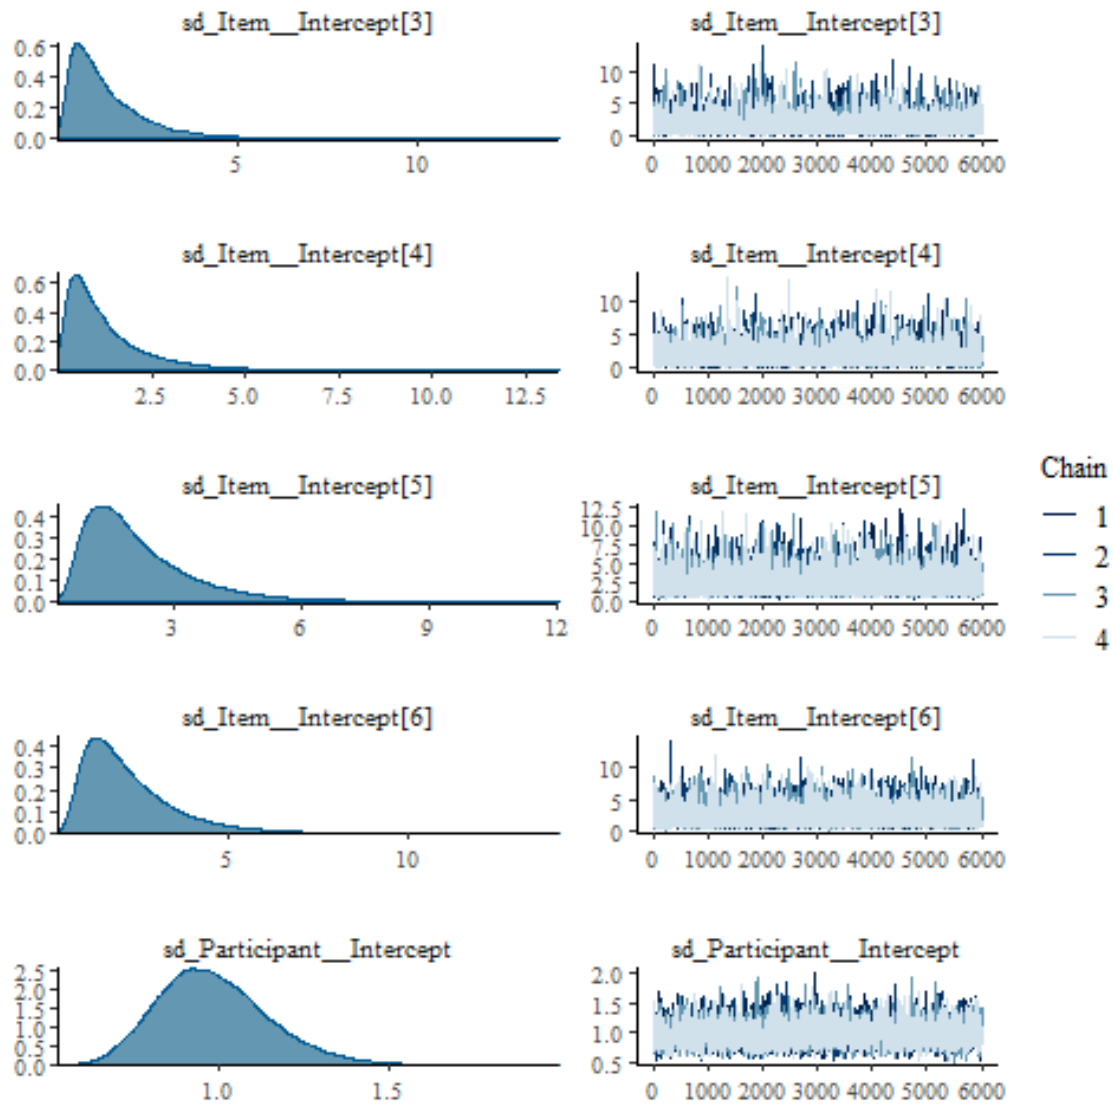 sd_Item__Intercept[3]
0.6
0.4
0.2
0.0
5 10
sd_Item__Intercept[3]
10
5
0
0 1000 2000 3000 4000 5000 6000
sd_Item__Intercept[4]
0.6
0.4
0.2
0.0
2.5 5.0 7.5 10.0 12.5
sd_Item__Intercept[4]
10
5
0
0 1000 2000 3000 4000 5000 6000
sd_Item__Intercept[5]
0.4
0.3
0.2
0.1
0.0
3 6 9 12
sd_Item__Intercept[5]
12.5
10.0
7.5
5.0
2.5
0.0
0 1000 2000 3000 4000 5000 6000
sd_Item__Intercept[6]
0.4
0.3
0.2
0.1
0.0
5 10
sd_Item__Intercept[6]
10
5
0
0 1000 2000 3000 4000 5000 6000
sd_Participant__Intercept
2.5
2.0
1.5
1.0
0.5
0.0
1.0 1.5
sd_Participant__Intercept
2.0
1.5
1.0
0.5
0 1000 2000 3000 4000 5000 6000
Chain
1
2
3
4